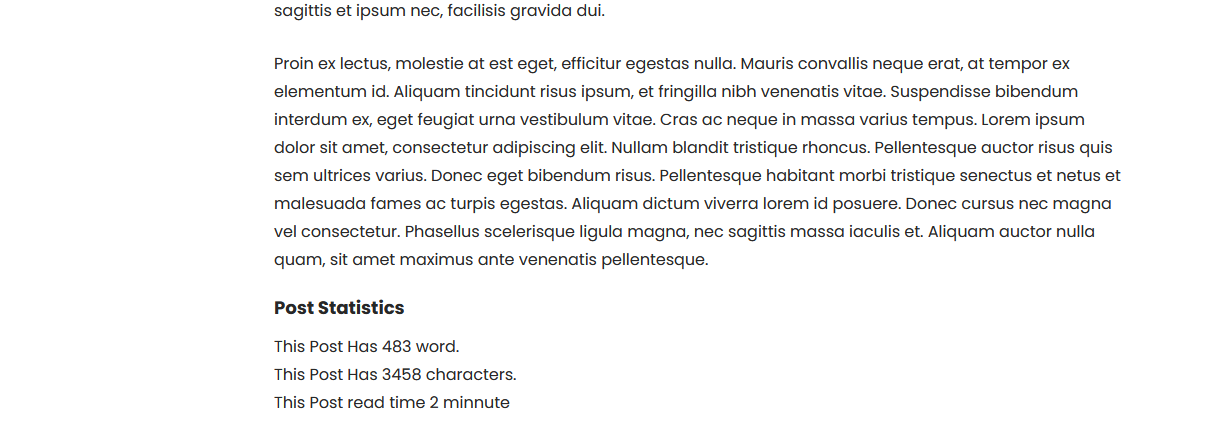 sagittis et ipsum nec, facilisis gravida dui.
Proin ex lectus, molestie at est eget, efficitur egestas nulla. Mauris convallis neque erat, at tempor ex
elementum id. Aliquam tincidunt risus ipsum, et fringilla nibh venenatis vitae. Suspendisse bibendum
interdum ex, eget feugiat urna vestibulum vitae. Cras ac neque in massa varius tempus. Lorem ipsum
dolor sit amet, consectetur adipiscing elit. Nullam blandit tristique rhoncus. Pellentesque auctor risus quis
sem ultrices varius. Donec eget bibendum risus. Pellentesque habitant morbi tristique senectus et netus et
malesuada fames ac turpis egestas. Aliquam dictum viverra lorem id posuere. Donec cursus nec magna
vel consectetur. Phasellus scelerisque ligula magna, nec sagittis massa iaculis et. Aliquam auctor nulla
quam, sit amet maximus ante venenatis pellentesque.
Post Statistics
This Post Has 483 word.
This Post Has 3458 characters.
This Post read time 2 minnute